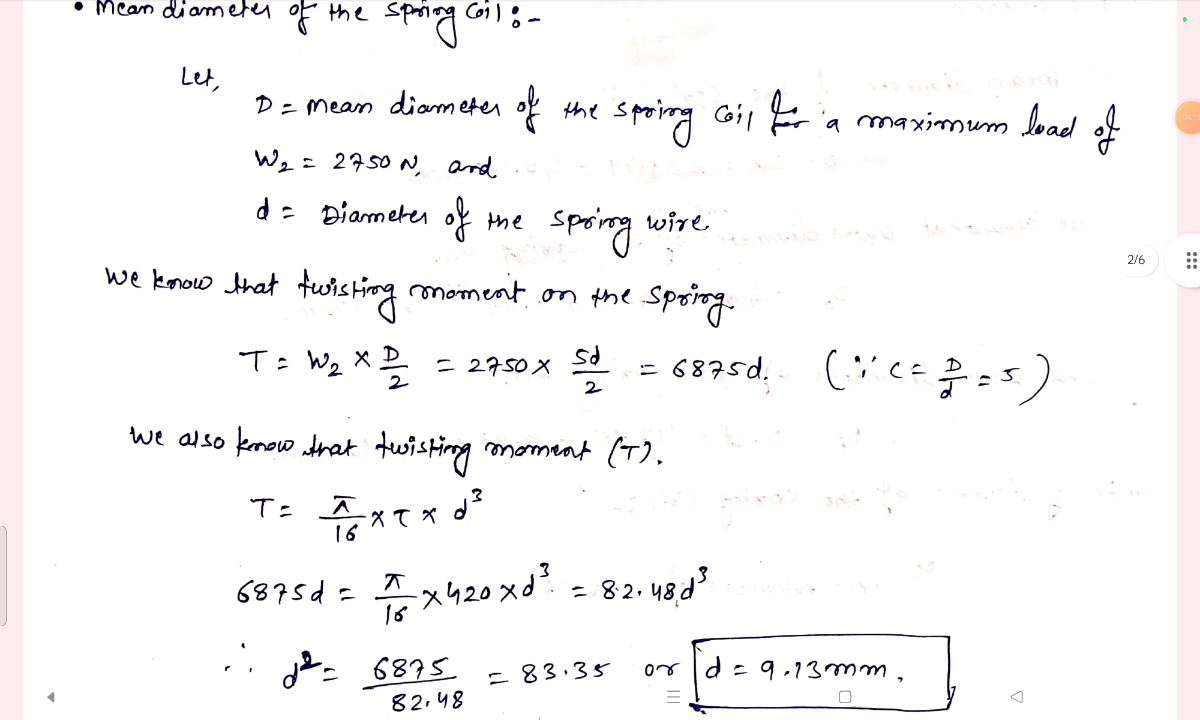 • Mean diameter of the spring coil :-
Let,
D = Mean diameter of the spring coil for a maximum load of
W₂ = 2750 N, and
d = Diameter of the spring wire
2/6
We know that twisting moment on the spring
T = W₂ × D/2 = 2750 × 5d/2 = 6875d. (∵ C = D/d = 5)
We also know that twisting moment (T).
T = π/16 × τ × d³
6875d = π/16 × 420 × d³ = 82.48d³
∴ d² = 6875/82.48 = 83.35 or d = 9.13mm.